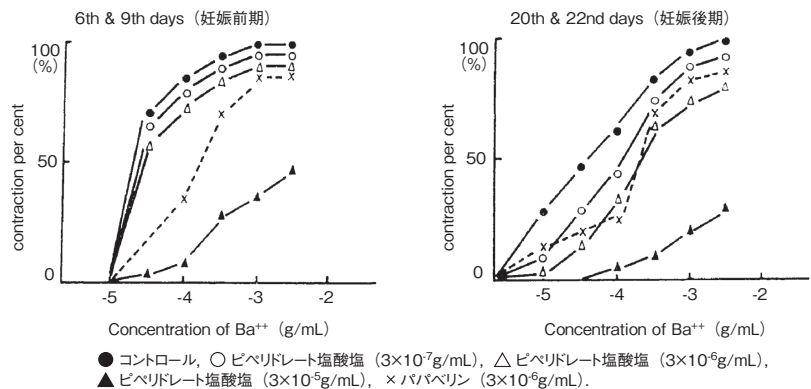 6th & 9th days (妊娠前期)
100
(%)
50
0
contraction per cent
-5 -4 -3 -2
Concentration of Ba⁺⁺ (g/mL)
20th & 22nd days (妊娠後期)
100
(%)
50
0
contraction per cent
-5 -4 -3 -2
Concentration of Ba⁺⁺ (g/mL)
● コントロール, ○ ピペリドレート塩酸塩 (3×10⁻⁷g/mL), △ ピペリドレート塩酸塩 (3×10⁻⁶g/mL),
▲ ピペリドレート塩酸塩 (3×10⁻⁵g/mL), × パパベリン (3×10⁻⁶g/mL).